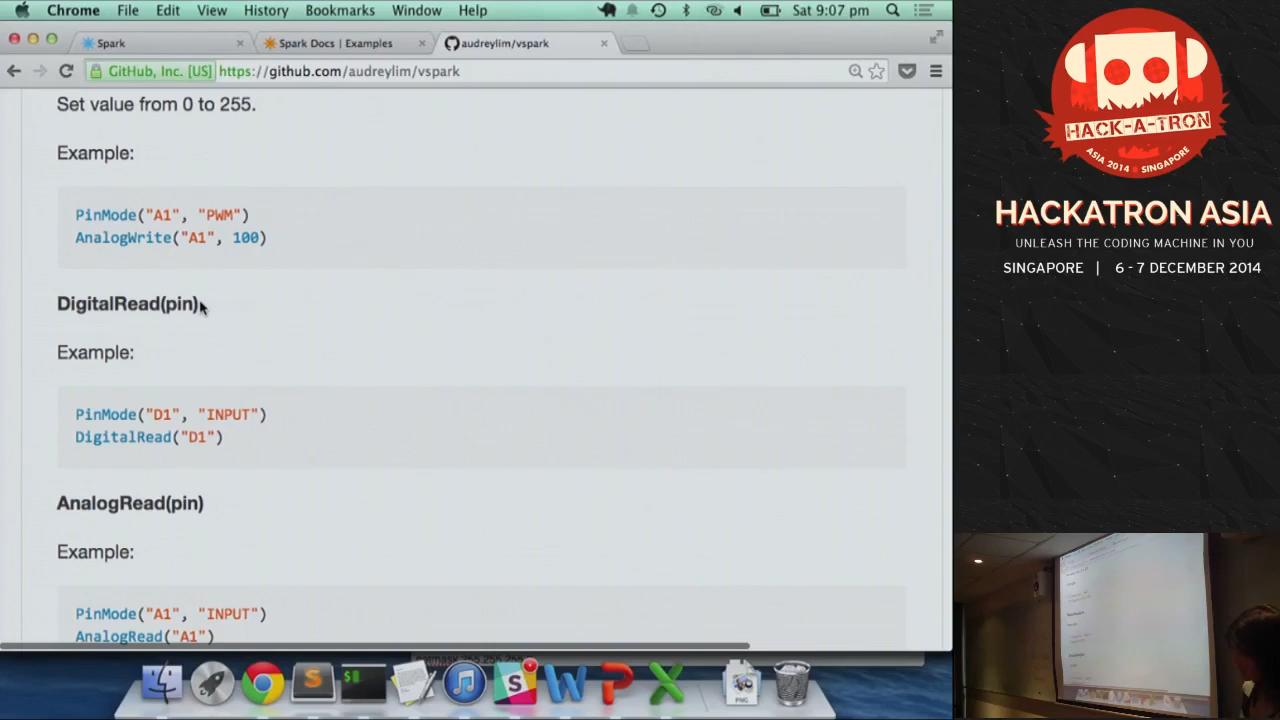 Chrome File Edit View History Bookmarks Window Help Sat 9:07 pm
Spark × Spark Docs | Examples × audreylim/vspark ×
GitHub, Inc. [US] https://github.com/audreylim/vspark
Set value from 0 to 255.
Example:
PinMode("A1", "PWM")
AnalogWrite("A1", 100)
DigitalRead(pin)
Example:
PinMode("D1", "INPUT")
DigitalRead("D1")
AnalogRead(pin)
Example:
PinMode("A1", "INPUT")
AnalogRead("A1")
PNG
HACK-A-TRON
ASIA 2014 SINGAPORE
HACKATRON ASIA
UNLEASH THE CODING MACHINE IN YOU
SINGAPORE | 6 - 7 DECEMBER 2014